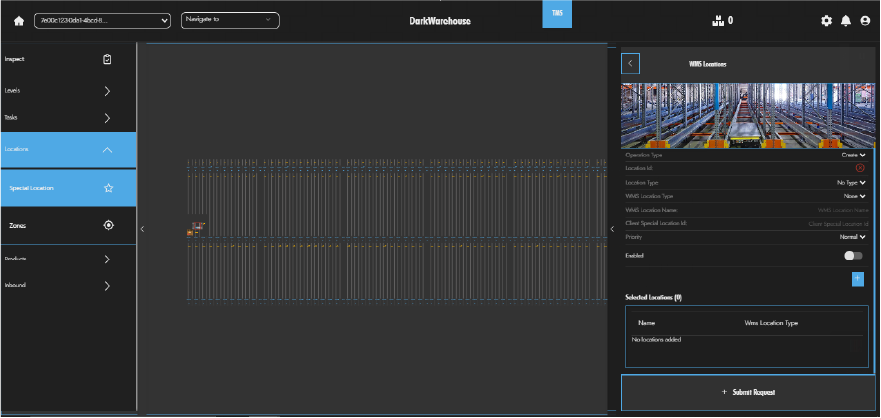 7e00c123-0da1-4bcd-8...
Navigate to
DarkWarehouse
TMS
0
Inspect
Levels
Tasks
Locations
Special Location
Zones
Products
Inbound
WMS Locations
Operation Type
Create
Location Id:
Location Type
No Type
WMS Location Type
None
WMS Location Name:
WMS Location Name
Client Special Location Id:
Client Special Location Id
Priority
Normal
Enabled
+
Selected Locations (0)
Name
Wms Location Type
No locations added
+ Submit Request